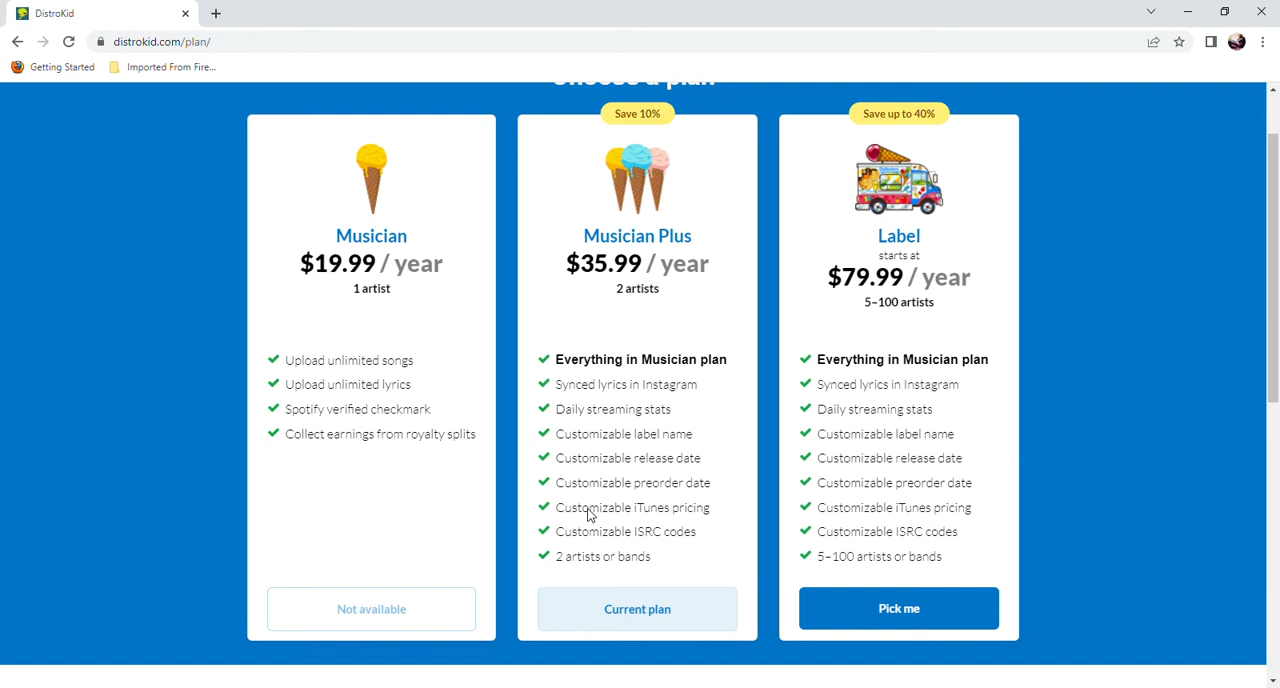 DistroKid
distrokid.com/plan/
Getting Started
Imported From Fire...
Choose a plan
Save 10%
Save up to 40%
Musician
$19.99 / year
1 artist
Upload unlimited songs
Upload unlimited lyrics
Spotify verified checkmark
Collect earnings from royalty splits
Not available
Musician Plus
$35.99 / year
2 artists
Everything in Musician plan
Synced lyrics in Instagram
Daily streaming stats
Customizable label name
Customizable release date
Customizable preorder date
Customizable iTunes pricing
Customizable ISRC codes
2 artists or bands
Current plan
Label
starts at
$79.99 / year
5–100 artists
Everything in Musician plan
Synced lyrics in Instagram
Daily streaming stats
Customizable label name
Customizable release date
Customizable preorder date
Customizable iTunes pricing
Customizable ISRC codes
5–100 artists or bands
Pick me